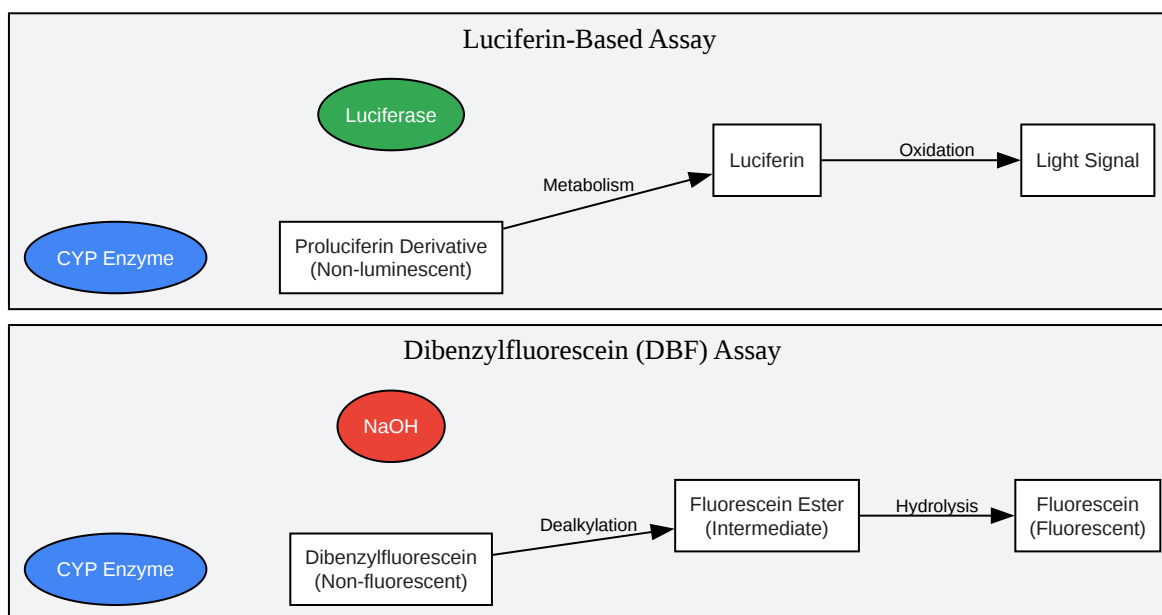 Luciferin-Based Assay
Luciferase
Luciferin
Oxidation
Light Signal
Metabolism
CYP Enzyme
Proluciferin Derivative
(Non-luminescent)
Dibenzylfluorescein (DBF) Assay
NaOH
Fluorescein Ester
(Intermediate)
Hydrolysis
Fluorescein
(Fluorescent)
Dealkylation
CYP Enzyme
Dibenzylfluorescein
(Non-fluorescent)